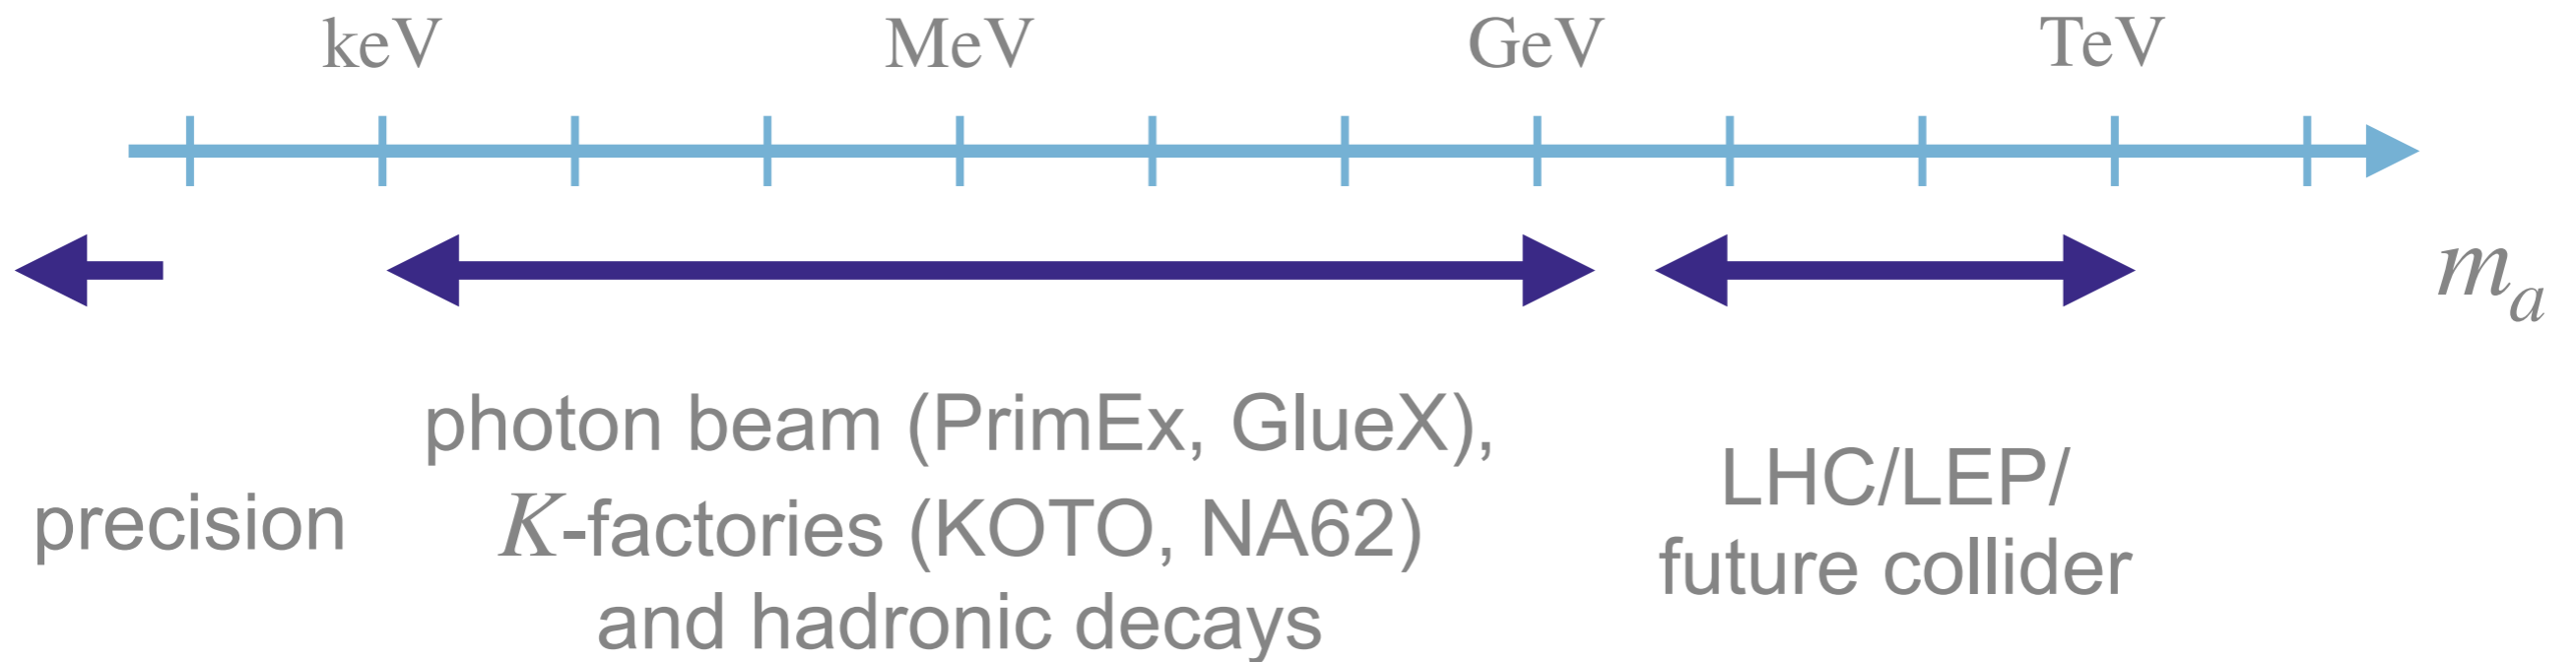 keV MeV GeV TeV
m_a
photon beam (PrimEx, GlueX),
precision K-factories (KOTO, NA62)
and hadronic decays
LHC/LEP/
future collider